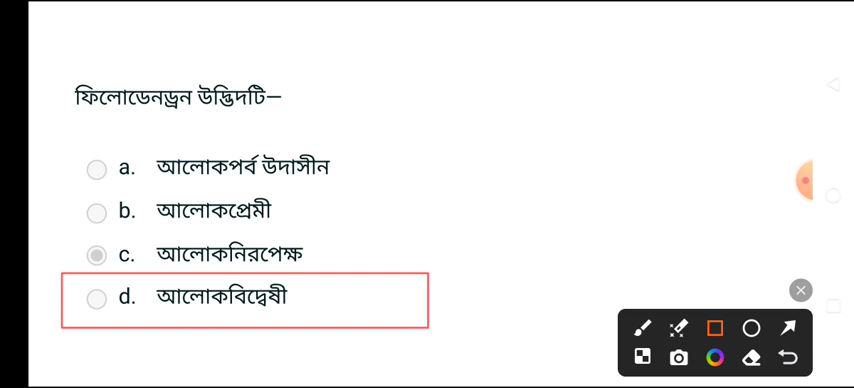 ফিলোডেনড্রন উদ্ভিদটি—
a. আলোকপর্ব উদাসীন
b. আলোকপ্রেমী
c. আলোকনিরপেক্ষ
d. আলোকবিদ্বেষী